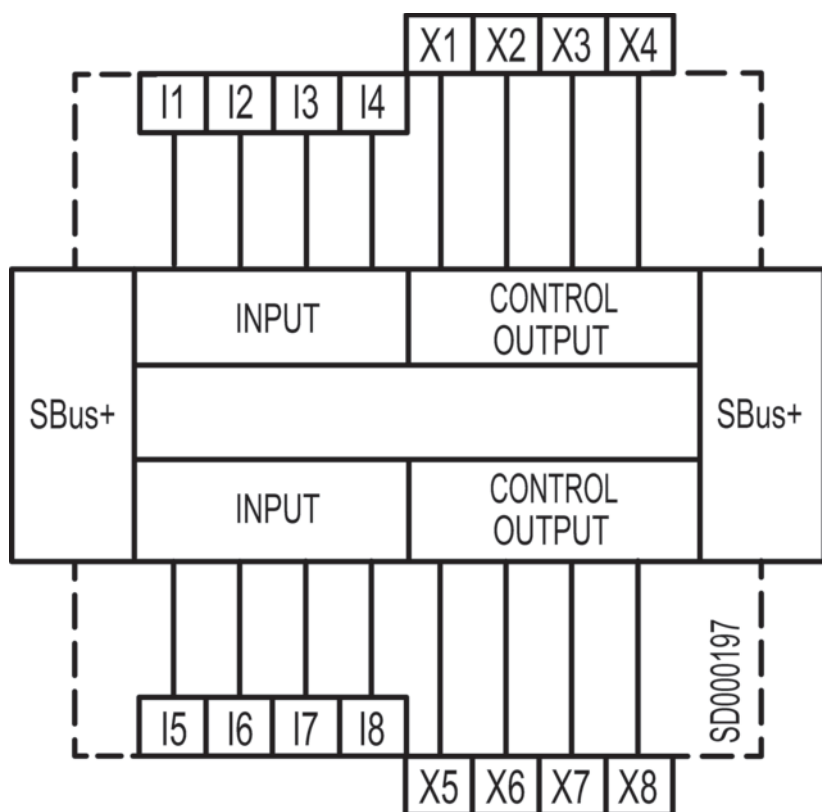 X1 X2 X3 X4
I1 I2 I3 I4
INPUT
CONTROL
OUTPUT
SBus+
SBus+
INPUT
CONTROL
OUTPUT
SD000197
I5 I6 I7 I8
X5 X6 X7 X8